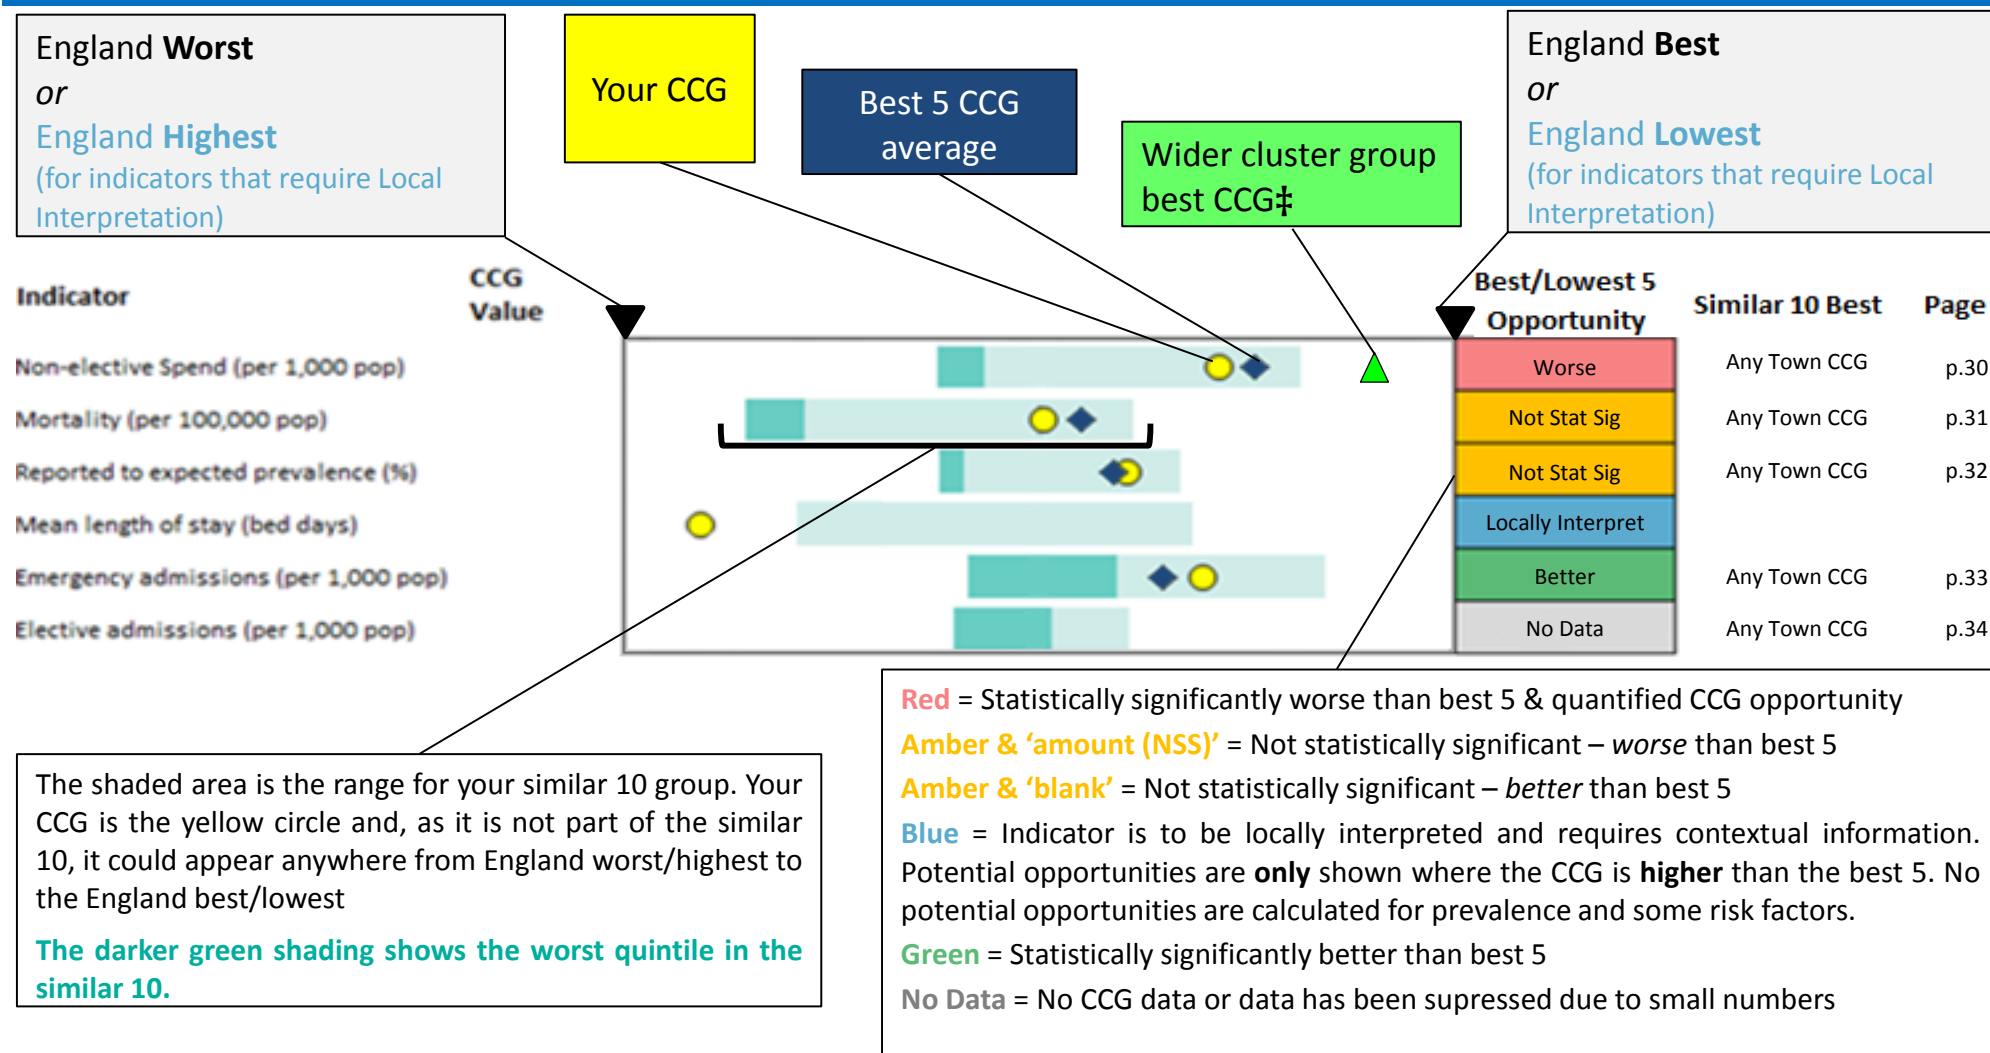 England Worst
or
England Highest
(for indicators that require Local
Interpretation)
Your CCG
Best 5 CCG
average
Wider cluster group
best CCG‡
England Best
or
England Lowest
(for indicators that require Local
Interpretation)
Indicator
CCG
Value
Best/Lowest 5
Opportunity
Similar 10 Best
Page
Non-elective Spend (per 1,000 pop)
Worse
Any Town CCG
p.30
Mortality (per 100,000 pop)
Not Stat Sig
Any Town CCG
p.31
Reported to expected prevalence (%)
Not Stat Sig
Any Town CCG
p.32
Mean length of stay (bed days)
Locally Interpret
Emergency admissions (per 1,000 pop)
Better
Any Town CCG
p.33
Elective admissions (per 1,000 pop)
No Data
Any Town CCG
p.34
The shaded area is the range for your similar 10 group. Your
CCG is the yellow circle and, as it is not part of the similar
10, it could appear anywhere from England worst/highest to
the England best/lowest
The darker green shading shows the worst quintile in the
similar 10.
Red = Statistically significantly worse than best 5 & quantified CCG opportunity
Amber & ‘amount (NSS)’ = Not statistically significant – worse than best 5
Amber & ‘blank’ = Not statistically significant – better than best 5
Blue = Indicator is to be locally interpreted and requires contextual information.
Potential opportunities are only shown where the CCG is higher than the best 5. No
potential opportunities are calculated for prevalence and some risk factors.
Green = Statistically significantly better than best 5
No Data = No CCG data or data has been supressed due to small numbers